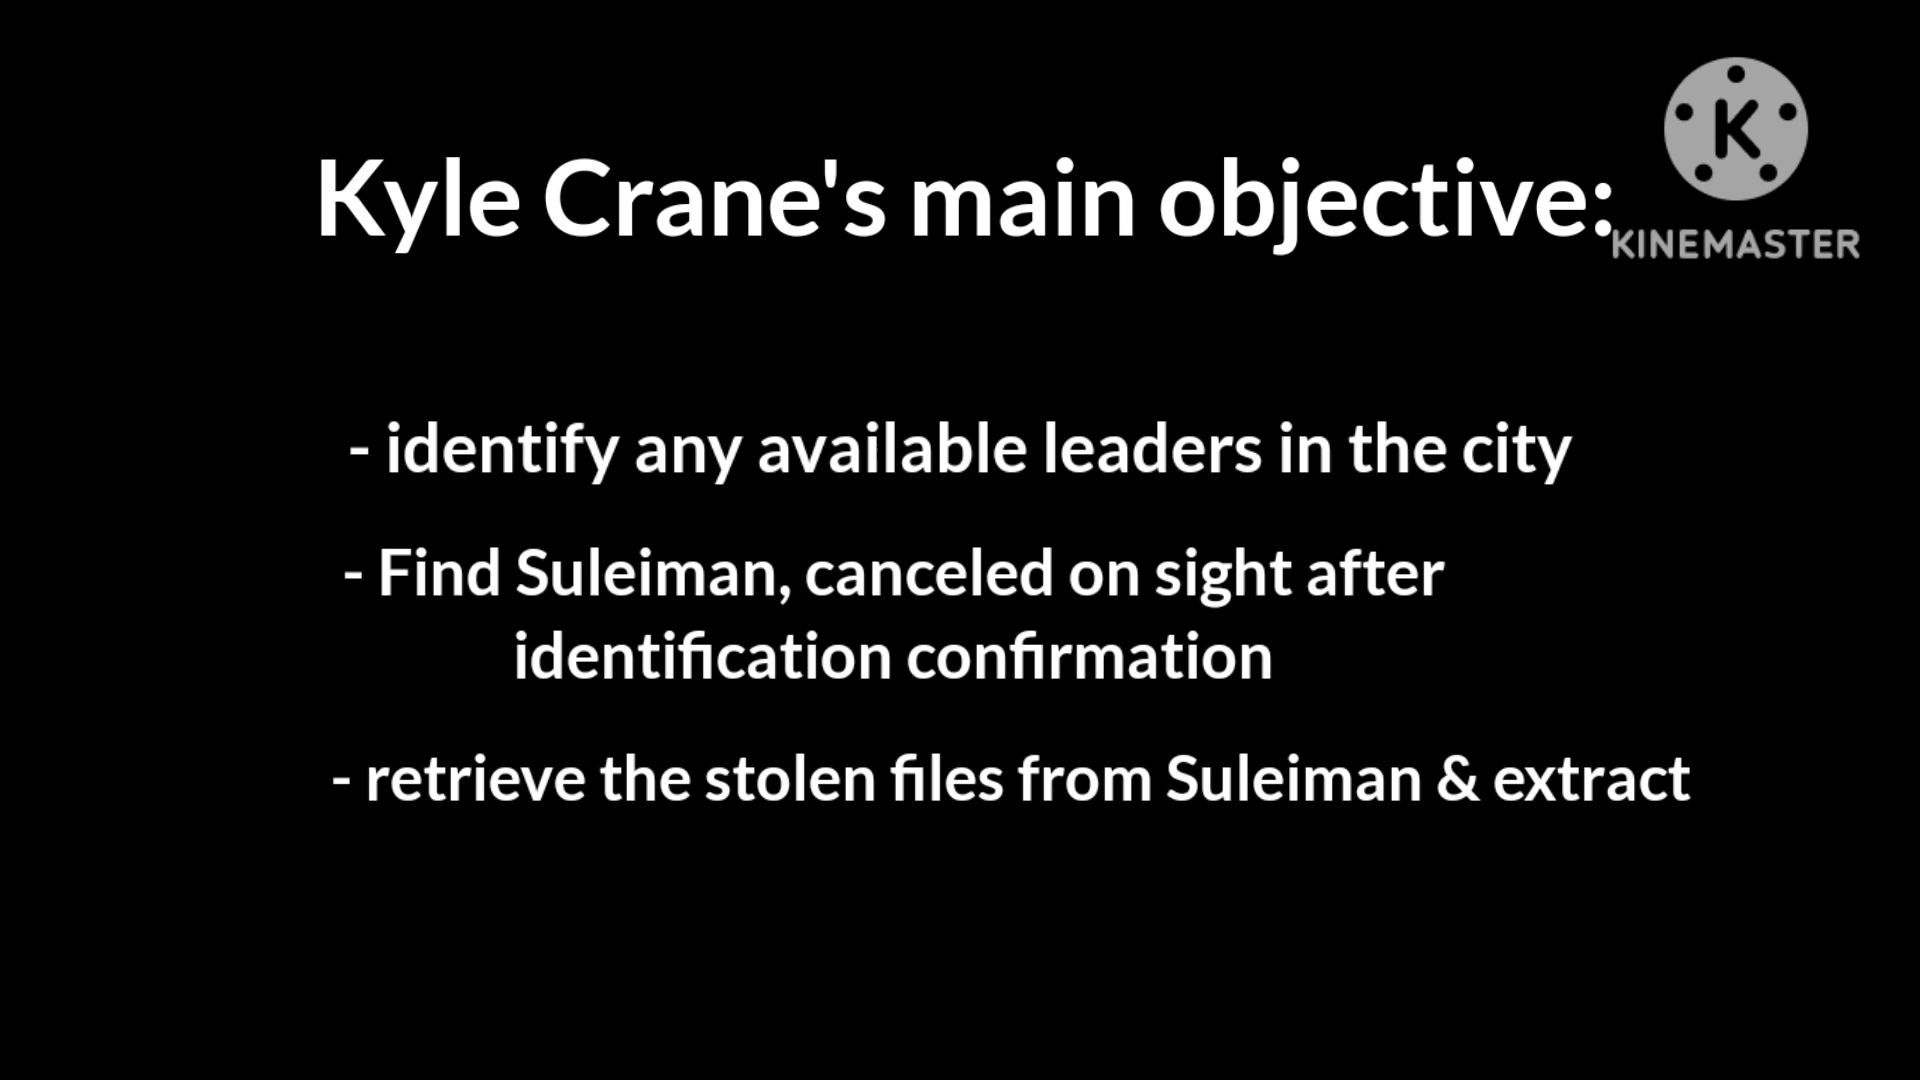 Kyle Crane's main objective:
K
KINEMASTER
- identify any available leaders in the city
- Find Suleiman, canceled on sight after
identification confirmation
- retrieve the stolen files from Suleiman & extract